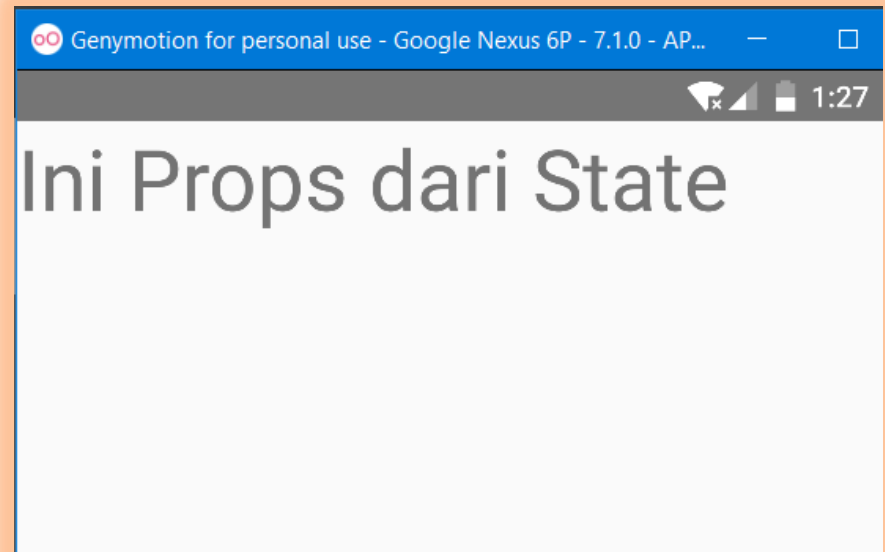 Genymotion for personal use - Google Nexus 6P - 7.1.0 - AP...
1:27
Ini Props dari State